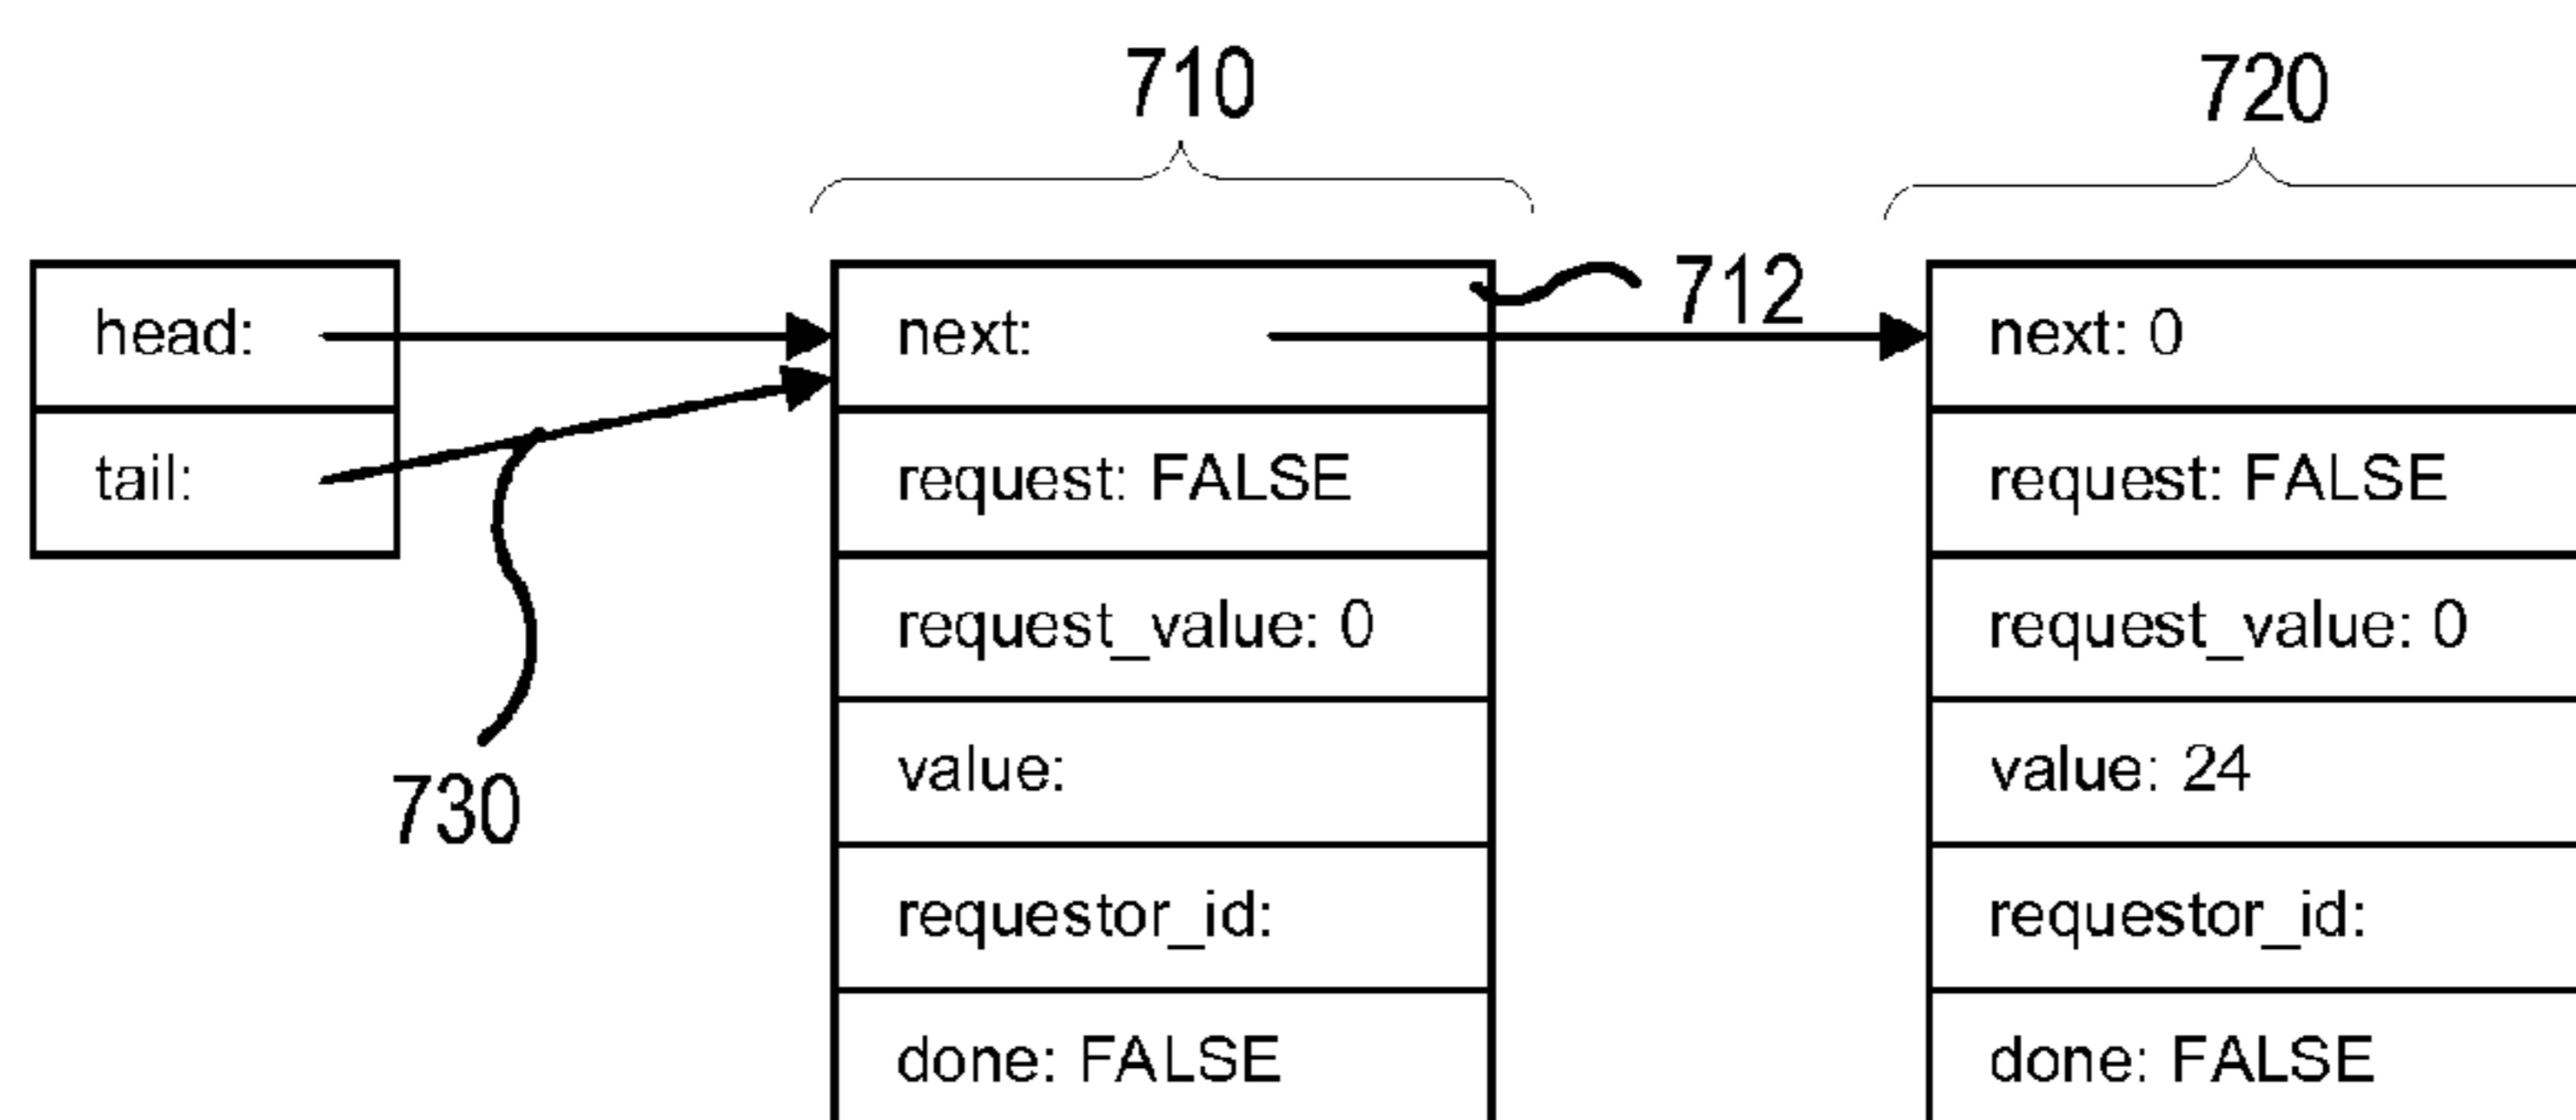 710
720
712
head:
tail:
730
next:
request: FALSE
request_value: 0
value:
requestor_id:
done: FALSE
next: 0
request: FALSE
request_value: 0
value: 24
requestor_id:
done: FALSE